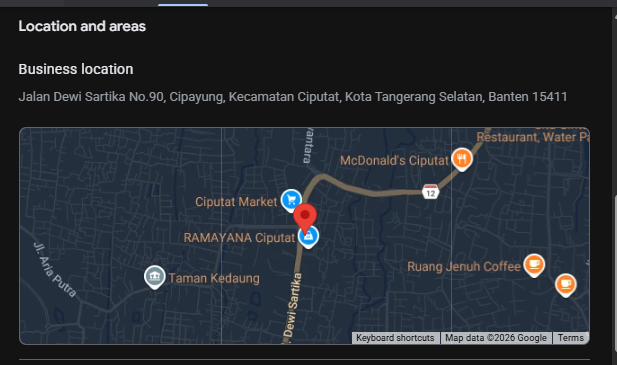 Location and areas
Business location
Jalan Dewi Sartika No.90, Cipayung, Kecamatan Ciputat, Kota Tangerang Selatan, Banten 15411
Restaurant, Water
McDonald's Ciputat
12
Ciputat Market
RAMAYANA Ciputat
Ruang Jenuh Coffee
Taman Kedaung
Jl. Aria Putra
Dewi Sartika
Keyboard shortcuts
Map data ©2026 Google
Terms